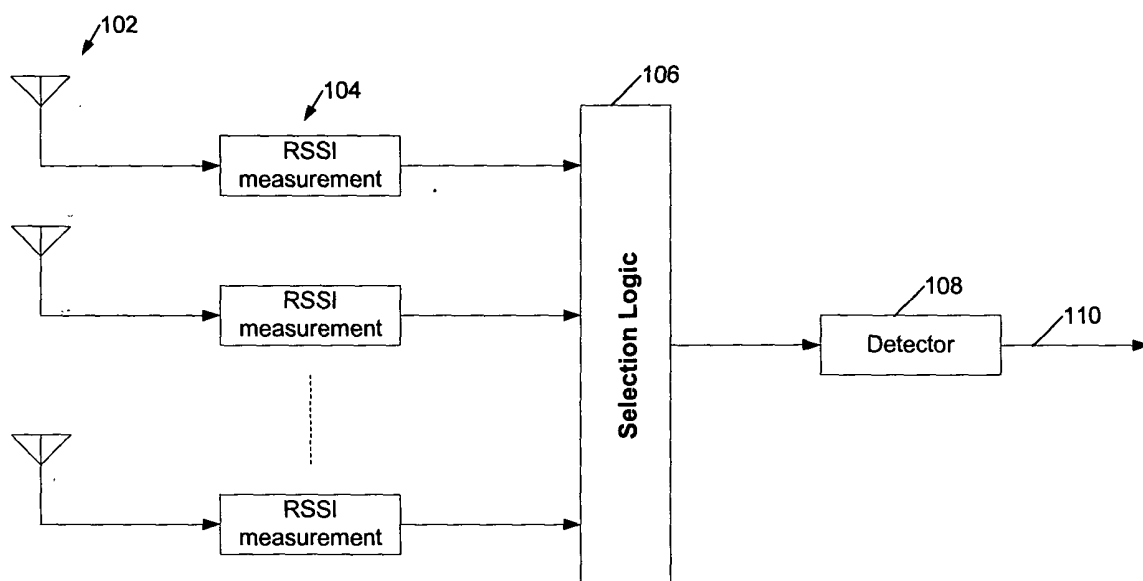 102
104
106
RSSI
measurement
RSSI
measurement
Selection Logic
108
110
Detector
RSSI
measurement